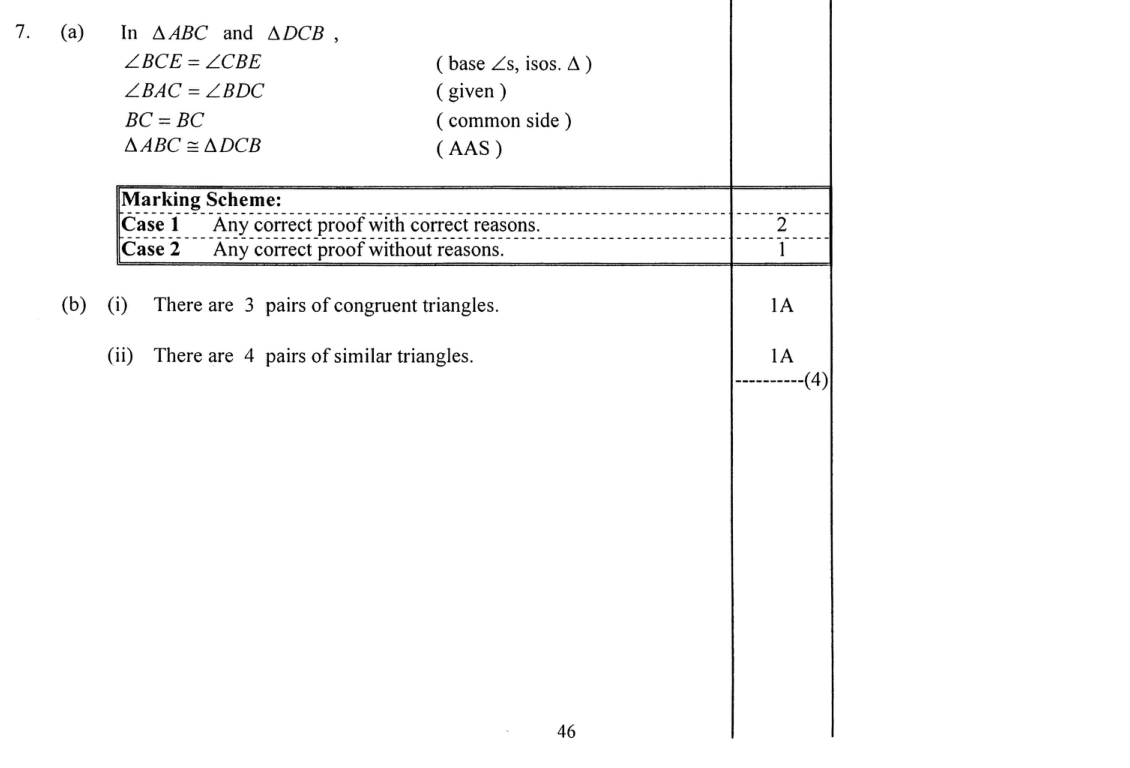 7. (a) In ΔABC and ΔDCB ,
∠BCE = ∠CBE ( base ∠s, isos. Δ )
∠BAC = ∠BDC ( given )
BC = BC ( common side )
ΔABC ≅ ΔDCB ( AAS )
Marking Scheme:
Case 1 Any correct proof with correct reasons. 2
Case 2 Any correct proof without reasons. 1
(b) (i) There are 3 pairs of congruent triangles. 1A
(ii) There are 4 pairs of similar triangles. 1A
----------(4)
46